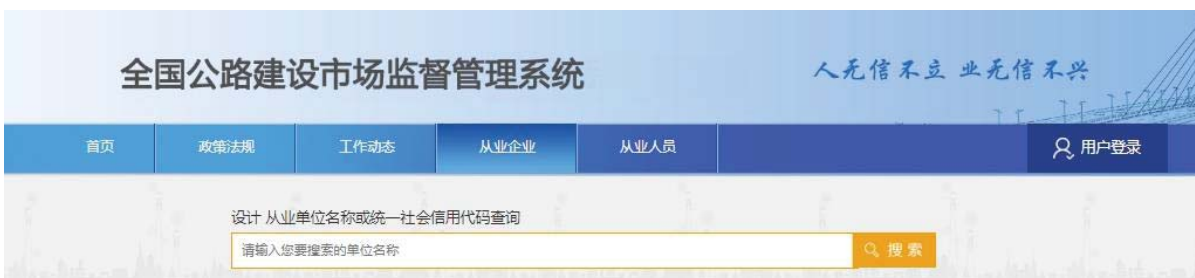 全国公路建设市场监督管理系统
人无信不立 业无信不兴
首页 政策法规 工作动态 从业企业 从业人员 用户登录
设计 从业单位名称或统一社会信用代码查询
请输入您要搜索的单位名称 搜索